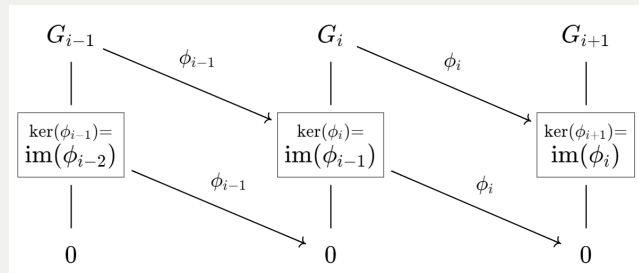 G_{i-1} G_i G_{i+1}
ϕ_{i-1} ϕ_i
ker(ϕ_{i-1})= ker(ϕ_i)= ker(ϕ_{i+1})=
im(ϕ_{i-2}) im(ϕ_{i-1}) im(ϕ_i)
ϕ_{i-1} ϕ_i
0 0 0